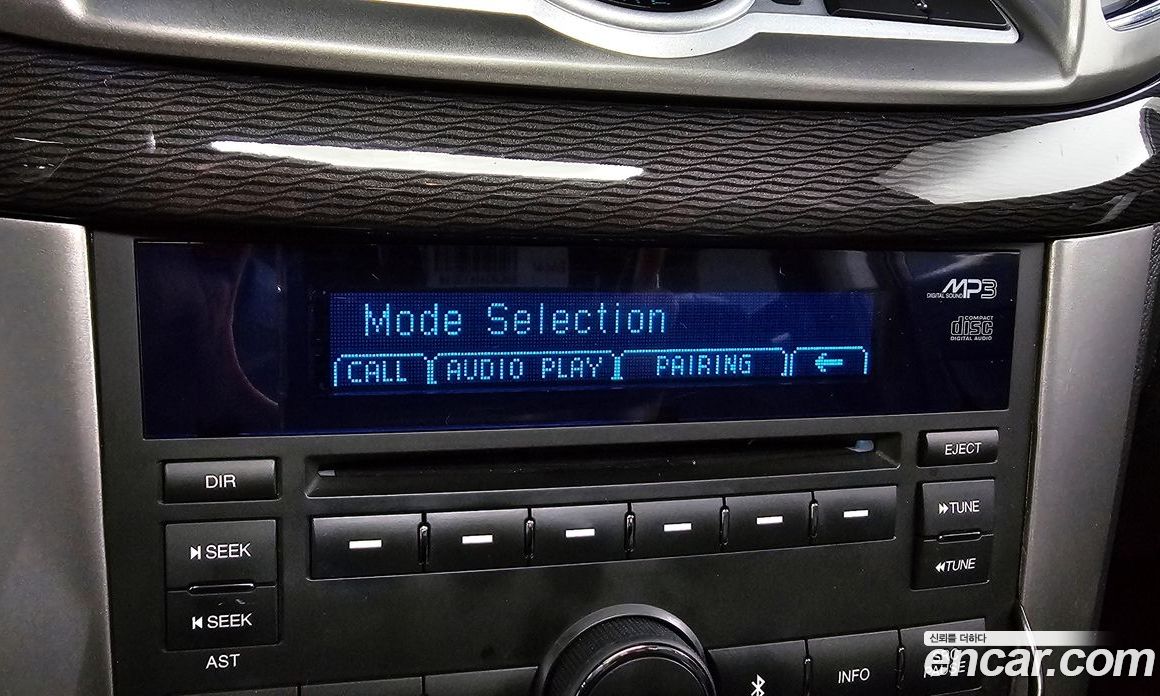 MP3
DIGITAL SOUND
COMPACT
disc
DIGITAL AUDIO
Mode Selection
CALL AUDIO PLAY PAIRING ←
DIR
EJECT
SEEK
TUNE
SEEK
TUNE
AST
INFO
신뢰를 더하다
encar.com